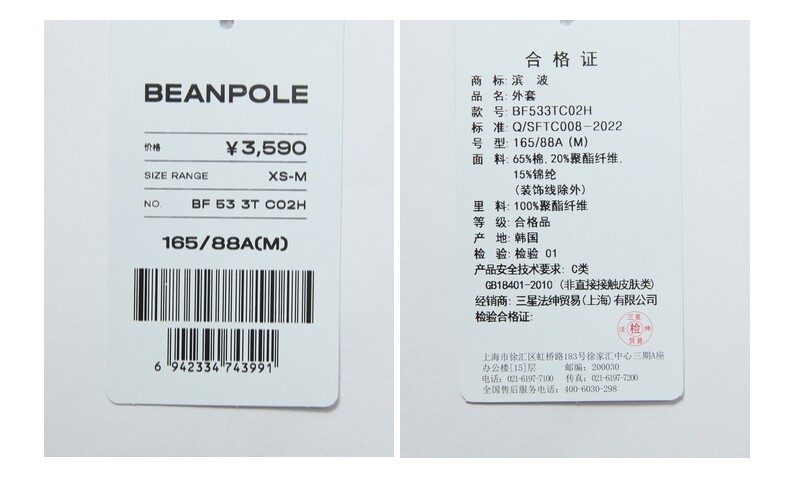 BEANPOLE
价格 ¥3,590
SIZE RANGE XS-M
NO. BF 53 3T C02H
165/88A(M)
6 942334 743991
合格证
商标: 滨波
品名: 外套
款号: BF533TC02H
标准: Q/SFTC008-2022
号型: 165/88A (M)
面料: 65%棉,20%聚酯纤维,
15%锦纶
(装饰线除外)
里料: 100%聚酯纤维
等级: 合格品
产地: 韩国
检验: 检验 01
产品安全技术要求: C类
GB18401-2010 (非直接接触皮肤类)
经销商: 三星法绅贸易(上海)有限公司
检验合格证:
三星
法 检 绅
贸易
上海市徐汇区虹桥路183号徐家汇中心三期A座
办公楼[15]层 邮编: 200030
电话: 021-6197-7100 传真: 021-6197-7200
全国售后服务电话: 400-6030-298